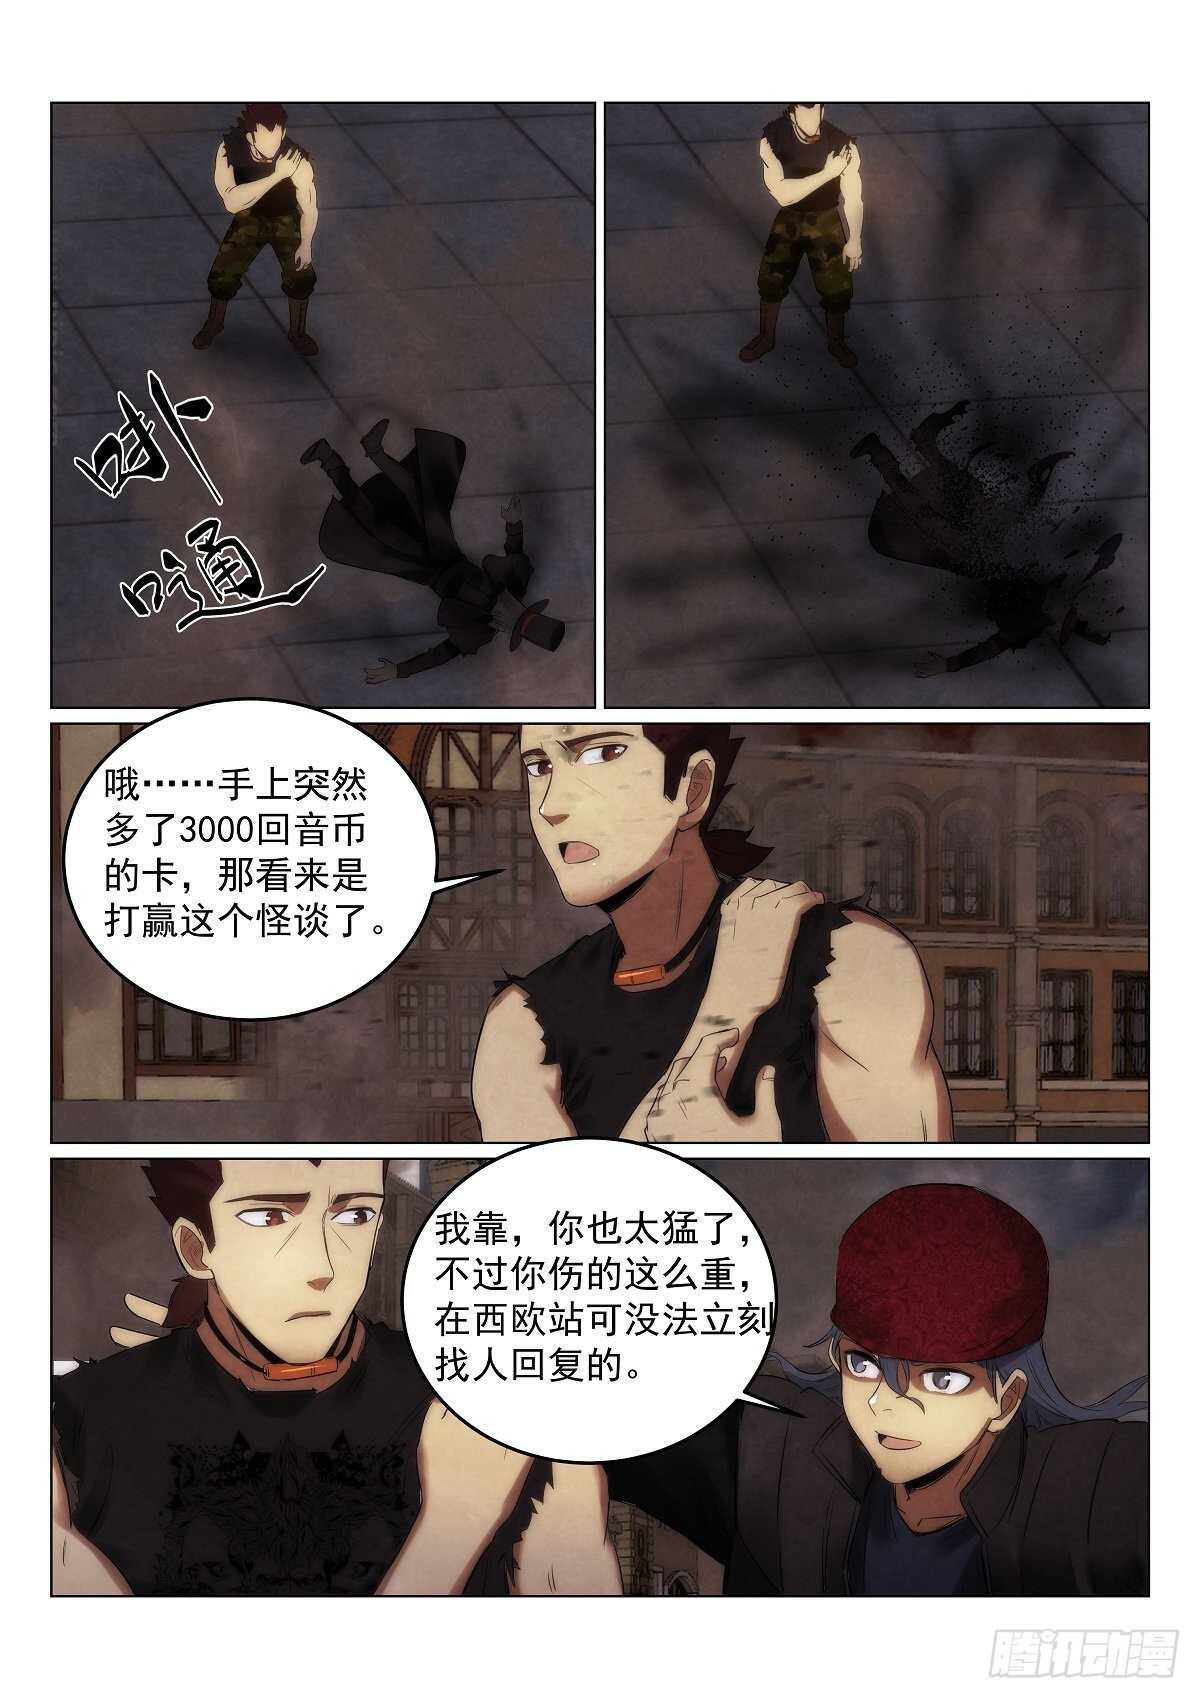 卟
嗵
哦……手上突然
多了3000回音币
的卡，那看来是
打赢这个怪谈了。
我靠，你也太猛了，
不过你伤的这么重，
在西欧站可没法立刻
找人回复的。
腾讯动漫